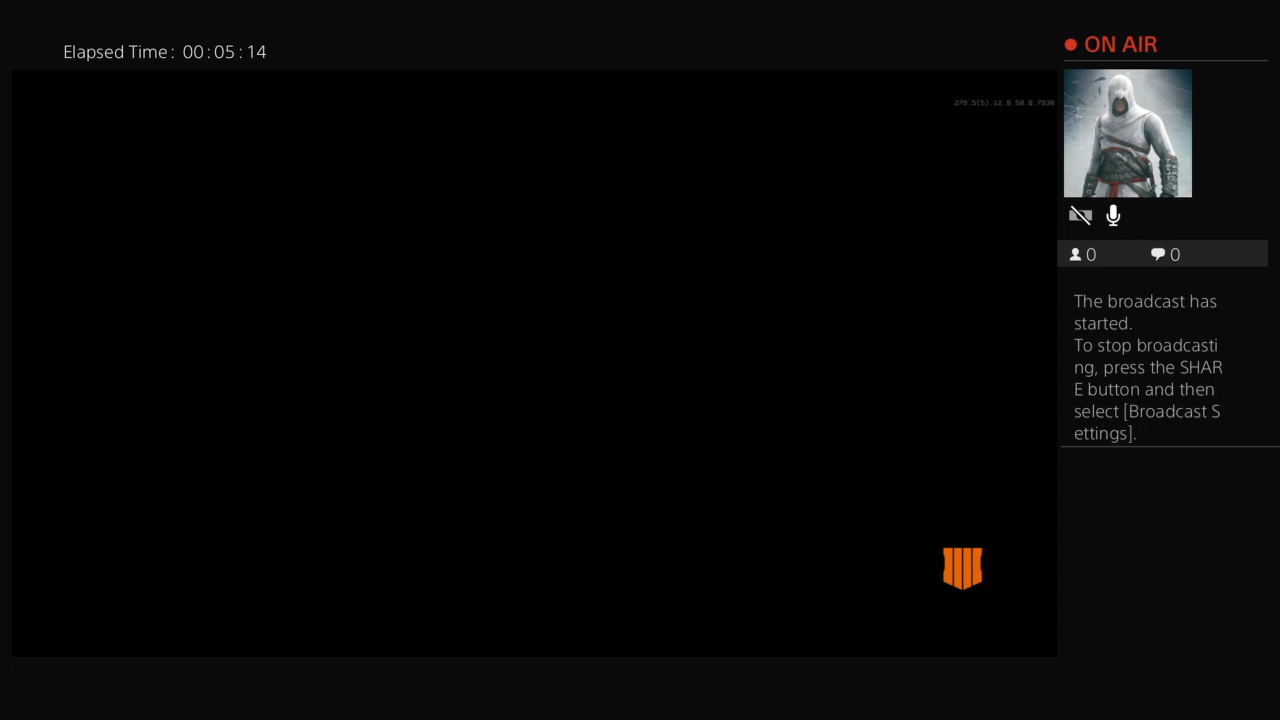 Elapsed Time: 00:05:14
ON AIR
0 0
The broadcast has
started.
To stop broadcasti
ng, press the SHAR
E button and then
select [Broadcast S
ettings].